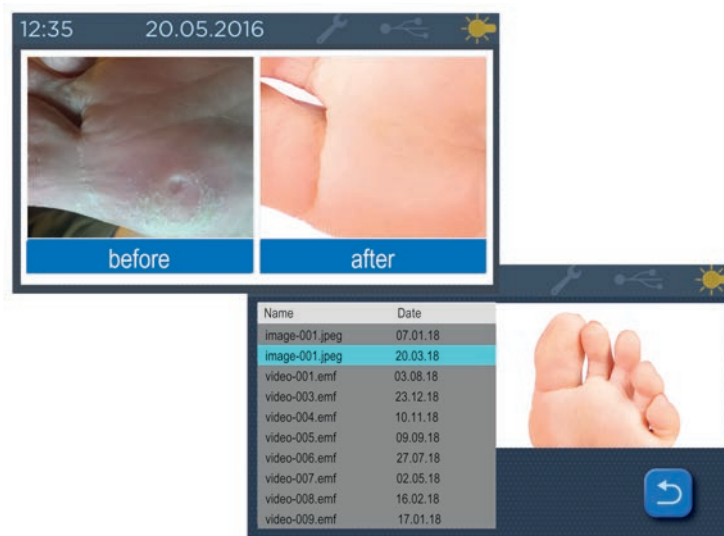 12:35 20.05.2016
before after
Name Date
image-001.jpeg 07.01.18
image-001.jpeg 20.03.18
video-001.emf 03.08.18
video-003.emf 23.12.18
video-004.emf 10.11.18
video-005.emf 09.09.18
video-006.emf 27.07.18
video-007.emf 02.05.18
video-008.emf 16.02.18
video-009.emf 17.01.18